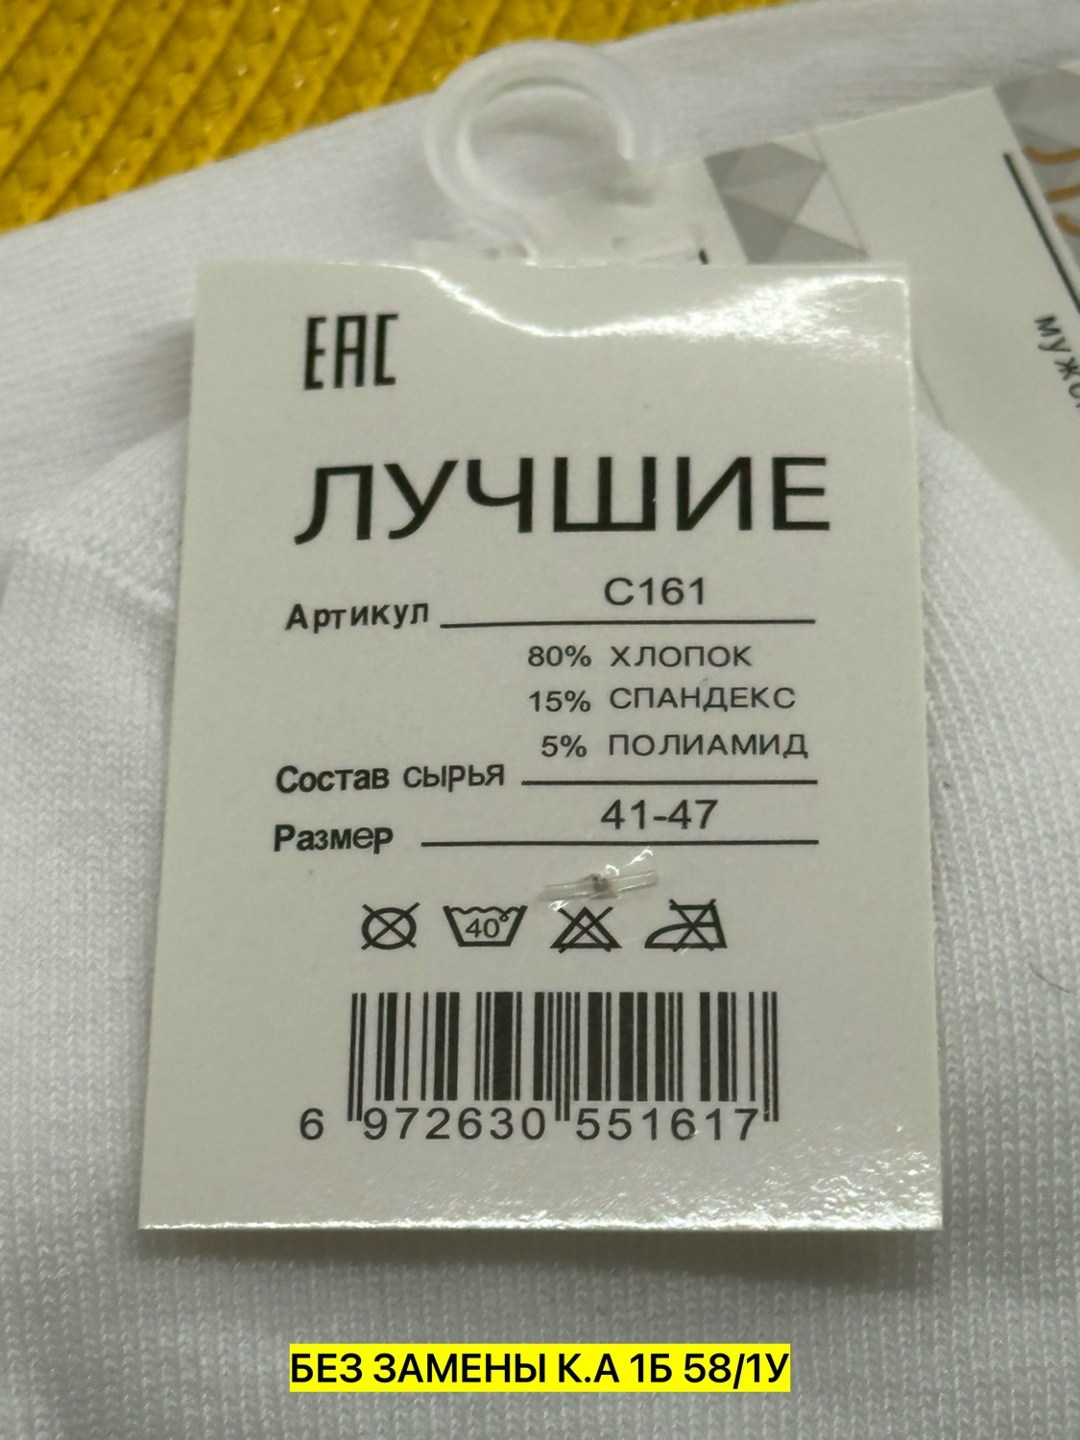 ЕАС
ЛУЧШИЕ
Артикул C161
80% ХЛОПОК
15% СПАНДЕКС
5% ПОЛИАМИД
Состав сырья
Размер 41-47
40°
6 972630 551617
БЕЗ ЗАМЕНЫ К.А 1Б 58/1У